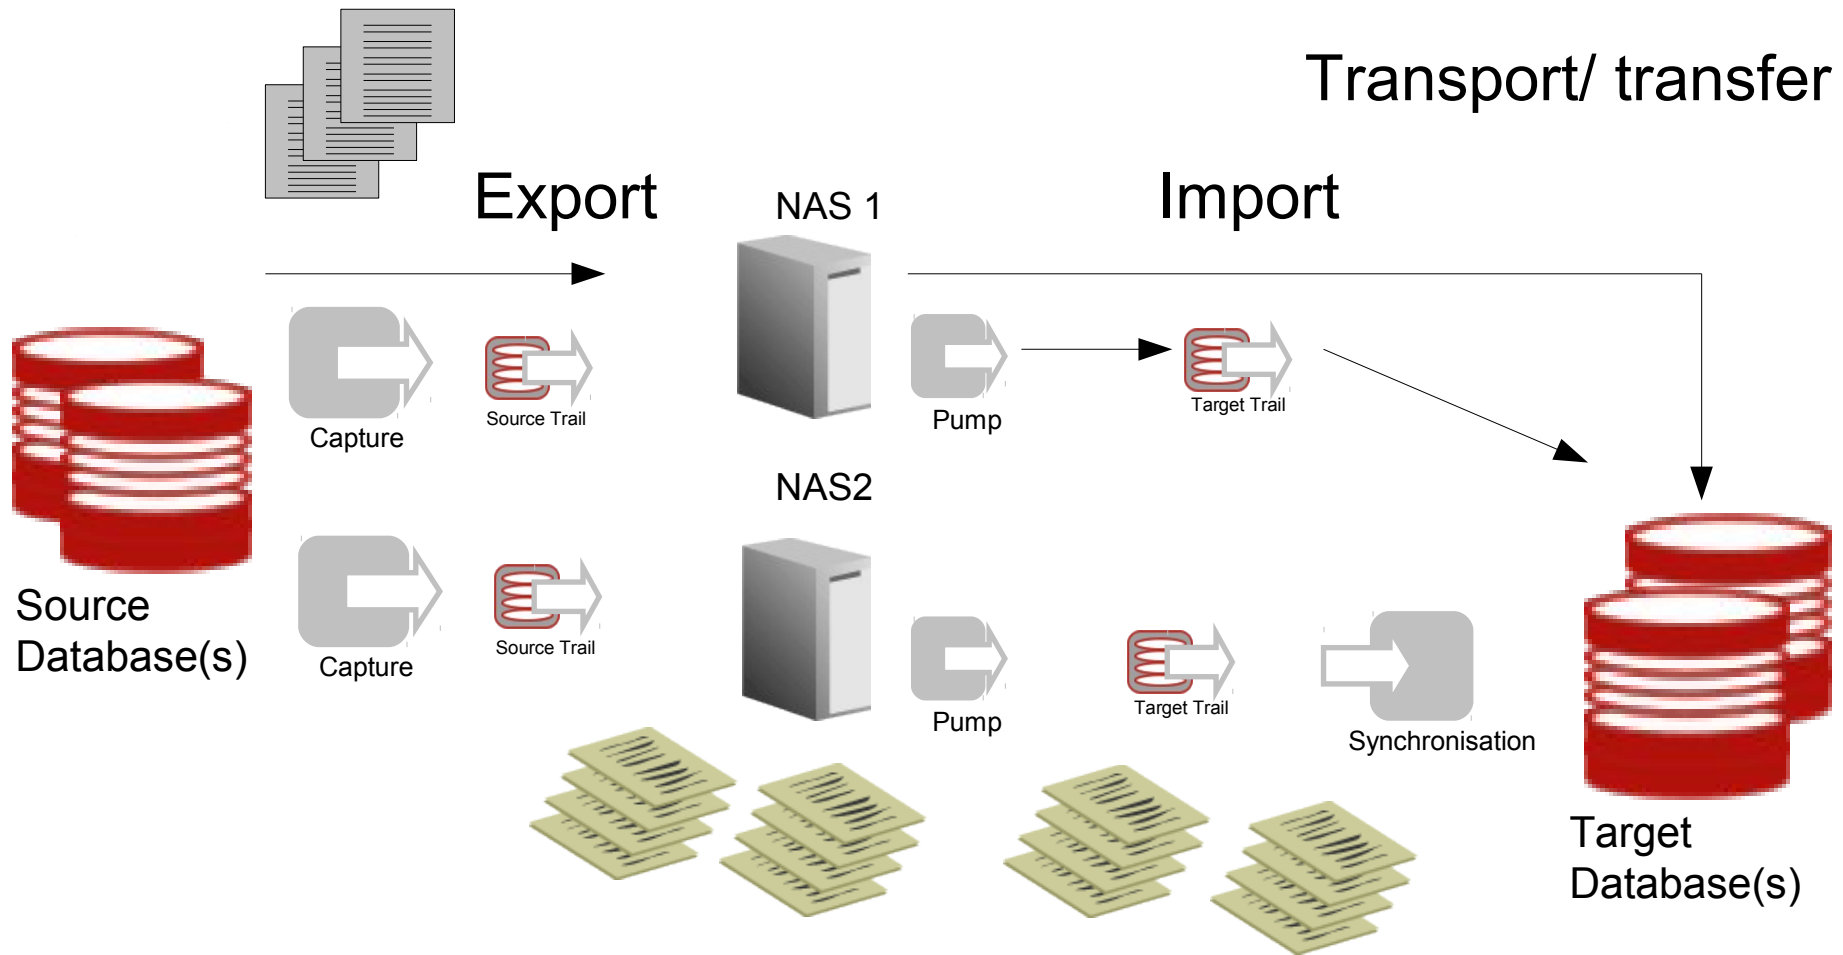 Transport/ transfer
Export
NAS 1
Import
Capture
Source Trail
Pump
Target Trail
NAS2
Source
Database(s)
Capture
Source Trail
Pump
Target Trail
Synchronisation
Target
Database(s)